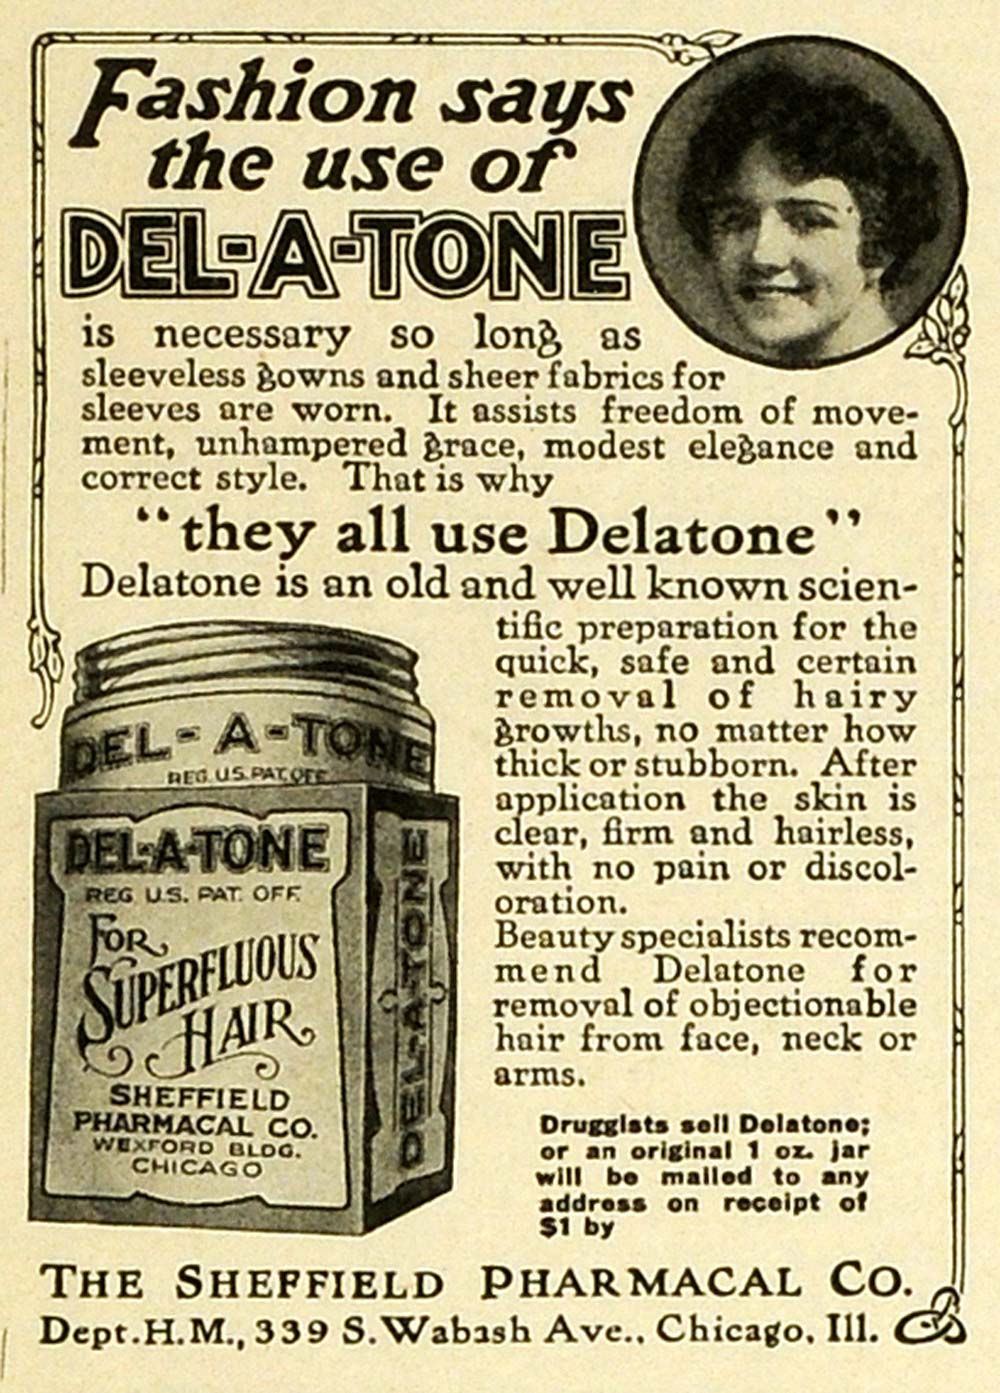 Fashion says
the use of
DEL-A-TONE
is necessary so long as
sleeveless gowns and sheer fabrics for
sleeves are worn. It assists freedom of move-
ment, unhampered grace, modest elegance and
correct style. That is why
"they all use Delatone"
Delatone is an old and well known scien-
tific preparation for the
quick, safe and certain
removal of hairy
growths, no matter how
thick or stubborn. After
application the skin is
clear, firm and hairless,
with no pain or discol-
oration.
Beauty specialists recom-
mend Delatone for
removal of objectionable
hair from face, neck or
arms.
DEL-A-TONE
REG. U.S. PAT. OFF.
DEL-A-TONE
REG U.S. PAT. OFF.
FOR
SUPERFLUOUS
HAIR
SHEFFIELD
PHARMACAL CO.
WEXFORD BLDG.
CHICAGO
DEL-A-TONE
Druggists sell Delatone;
or an original 1 oz. jar
will be mailed to any
address on receipt of
$1 by
THE SHEFFIELD PHARMACAL CO.
Dept.H.M., 339 S. Wabash Ave., Chicago, Ill.